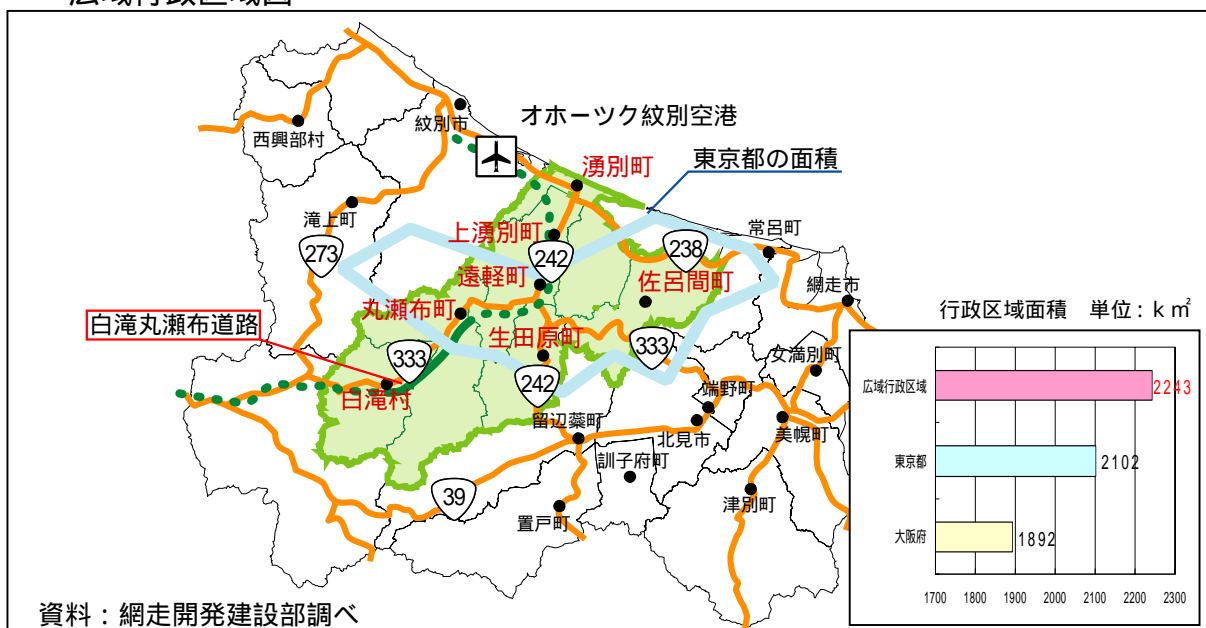 広域行政区域図
オホーツク紋別空港
紋別市
西興部村
湧別町
東京都の面積
滝上町
常呂町
上湧別町
273
242
238
遠軽町
佐呂間町
網走市
丸瀬布町
白滝丸瀬布道路
生田原町
333
333
女満別町
白滝村
242
端野町
留辺蘂町
北見市
美幌町
訓子府町
39
津別町
置戸町
行政区域面積 単位:k㎡
広域行政区域
2243
東京都
2102
大阪府
1892
1700 1800 1900 2000 2100 2200 2300
資料:網走開発建設部調べ